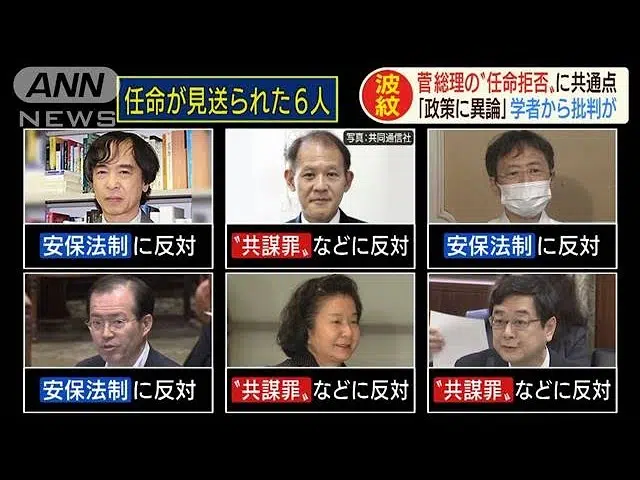 ANN
NEWS
任命が見送られた6人
波紋
菅総理の〝任命拒否〟に共通点
「政策に異論」学者から批判が
写真:共同通信社
安保法制に反対
〝共謀罪〟などに反対
安保法制に反対
安保法制に反対
〝共謀罪〟などに反対
〝共謀罪〟などに反対